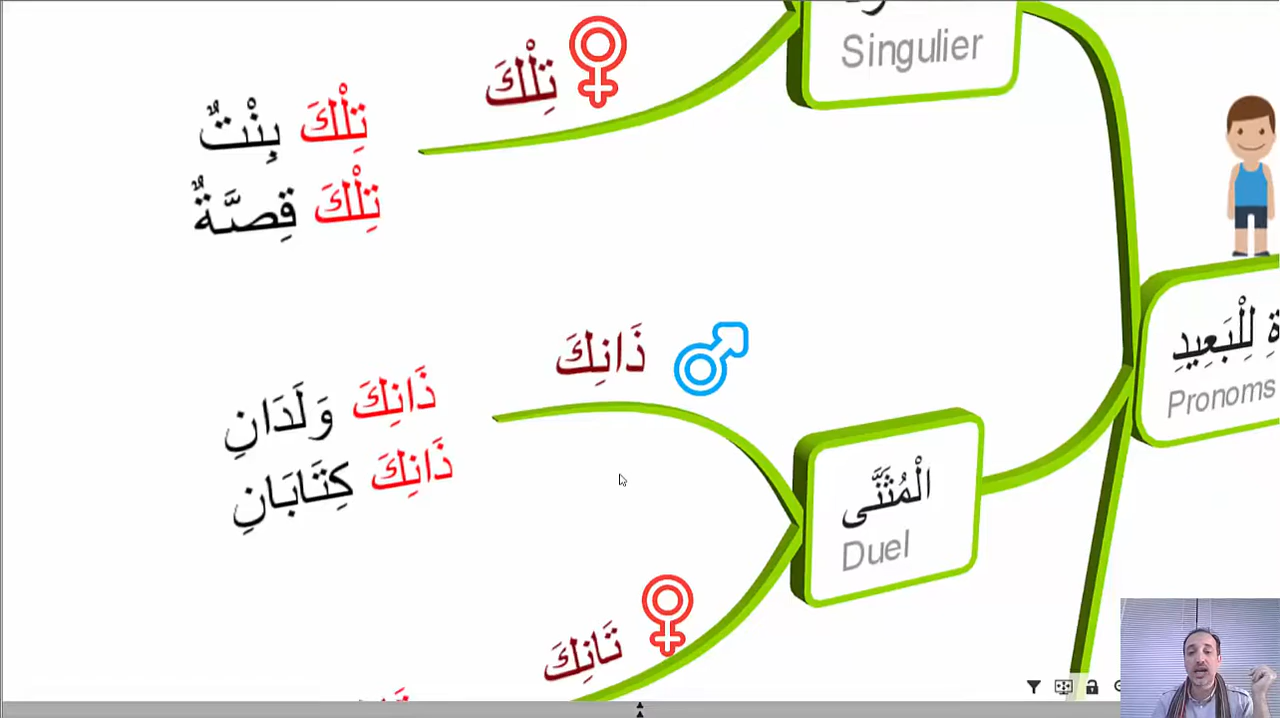 Singulier
تِلْكَ
تِلْكَ بِنْتٌ
تِلْكَ قِصَّةٌ
ذَانِكَ
ذَانِكَ وَلَدَانِ
ذَانِكَ كِتَابَانِ
لِلْبَعِيدِ
Pronoms
الْمُثَنَّى
Duel
تَانِكَ